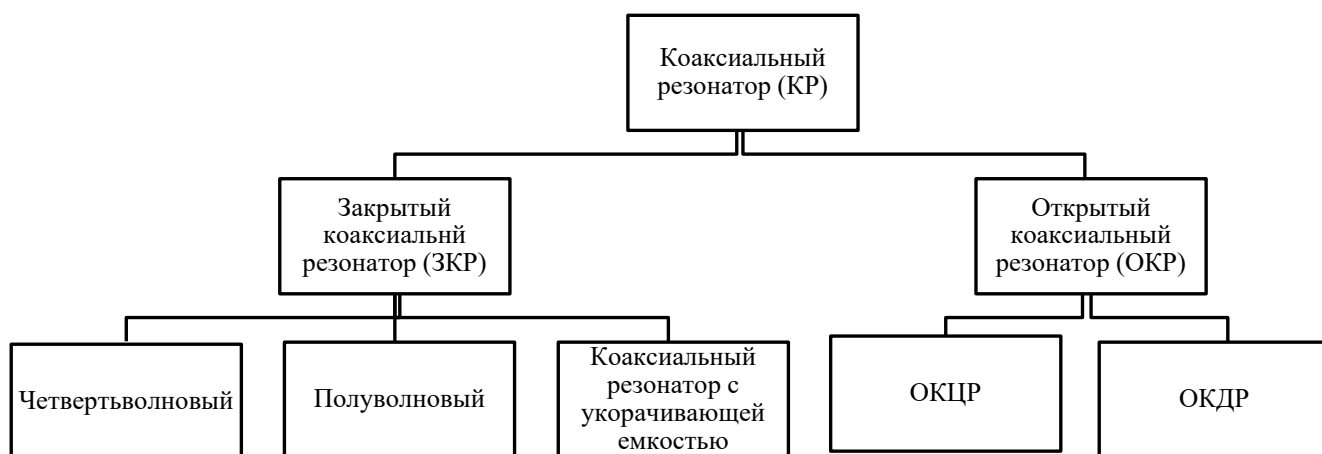 Коаксиальный
резонатор (КР)
Закрытый
коаксиальнй
резонатор (ЗКР)
Открытый
коаксиальный
резонатор (ОКР)
Четвертьволновый
Полуволновый
Коаксиальный
резонатор с
укорачивающей
емкостью
ОКЦР
ОКДР